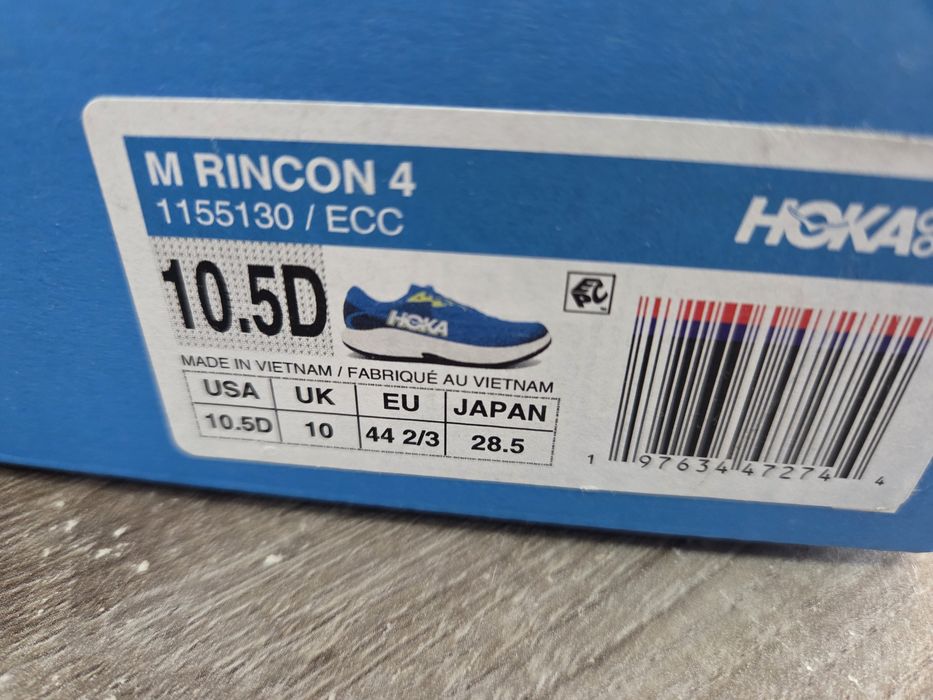 M RINCON 4
1155130 / ECC
HOKA
10.5D
HOKA
EPC
MADE IN VIETNAM / FABRIQUÉ AU VIETNAM
USA UK EU JAPAN
10.5D 10 44 2/3 28.5
1 97634 47274 4